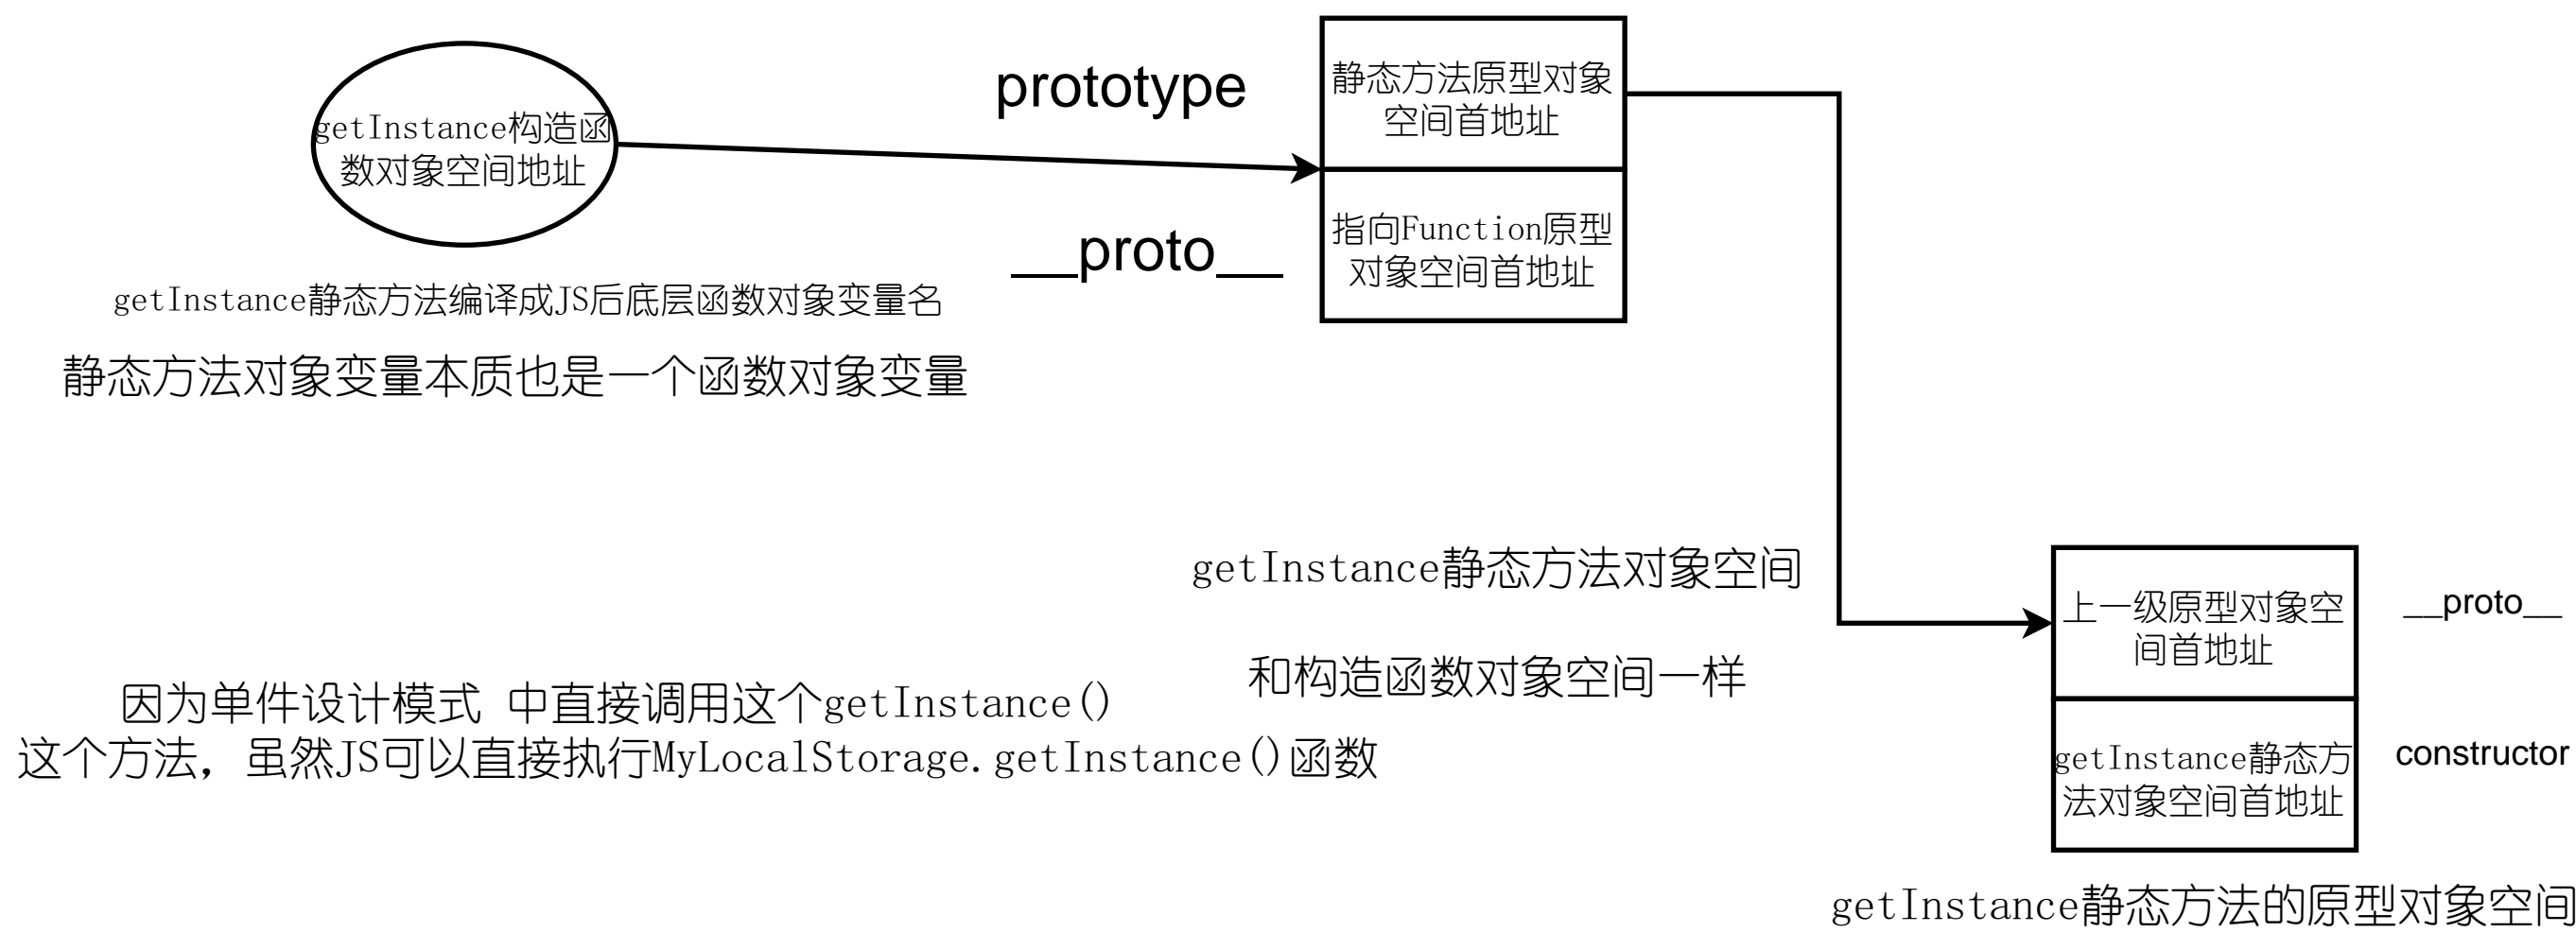 getInstance构造函
数对象空间地址
getInstance静态方法编译成JS后底层函数对象变量名
静态方法对象变量本质也是一个函数对象变量
prototype
静态方法原型对象
空间首地址
__proto__
指向Function原型
对象空间首地址
getInstance静态方法对象空间
和构造函数对象空间一样
因为单件设计模式 中直接调用这个getInstance()
这个方法，虽然JS可以直接执行MyLocalStorage.getInstance()函数
上一级原型对象空
间首地址
__proto__
getInstance静态方
法对象空间首地址
constructor
getInstance静态方法的原型对象空间